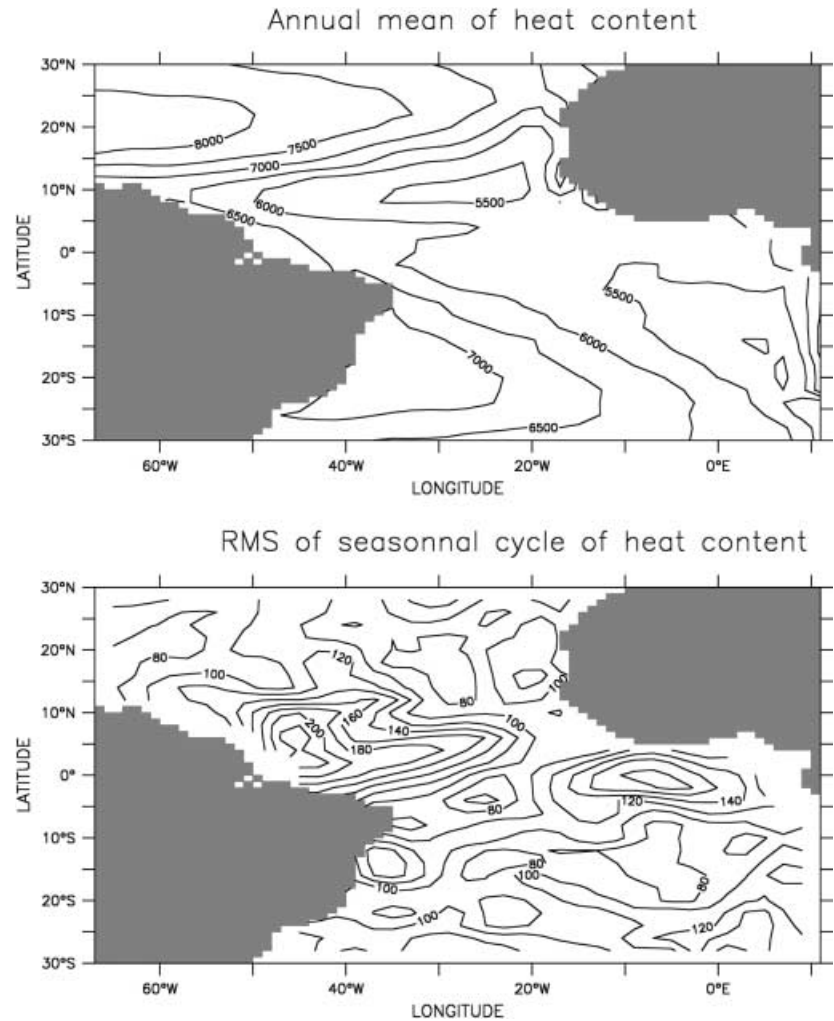 Annual mean of heat content
30°N
20°N
10°N
0°
10°S
20°S
30°S
LATITUDE
8000
7500
7000
6500
6000
5500
5500
6000
7000
6500
60°W
40°W
20°W
0°E
LONGITUDE
RMS of seasonnal cycle of heat content
30°N
20°N
10°N
0°
10°S
20°S
30°S
LATITUDE
80
100
120
80
100
160
200
140
180
100
80
120
140
80
100
80
100
100
120
60°W
40°W
20°W
0°E
LONGITUDE